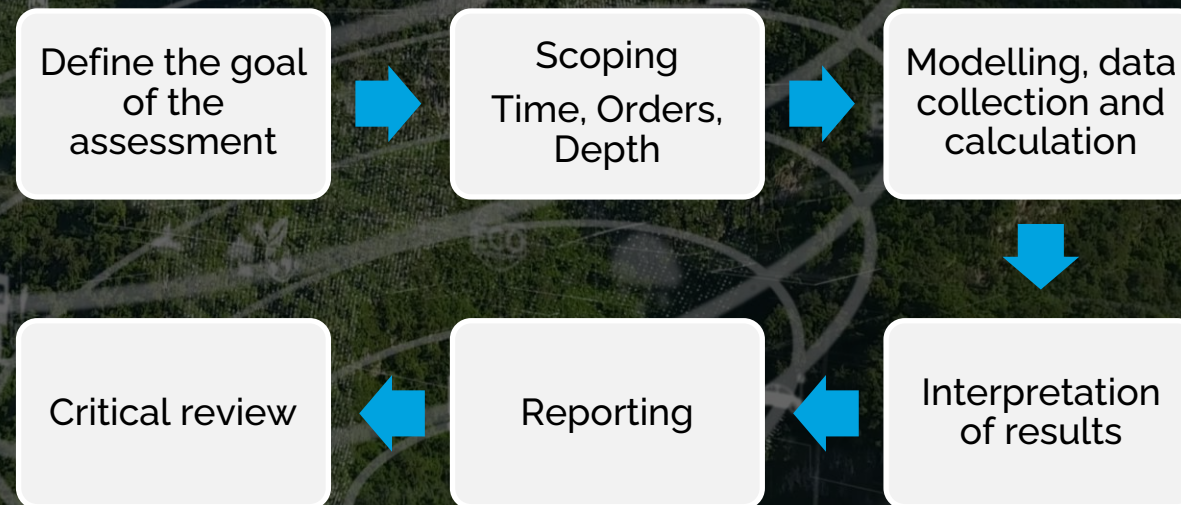 Define the goal
of the
assessment
Scoping
Time, Orders,
Depth
Modelling, data
collection and
calculation
Interpretation
of results
Reporting
Critical review
ECO